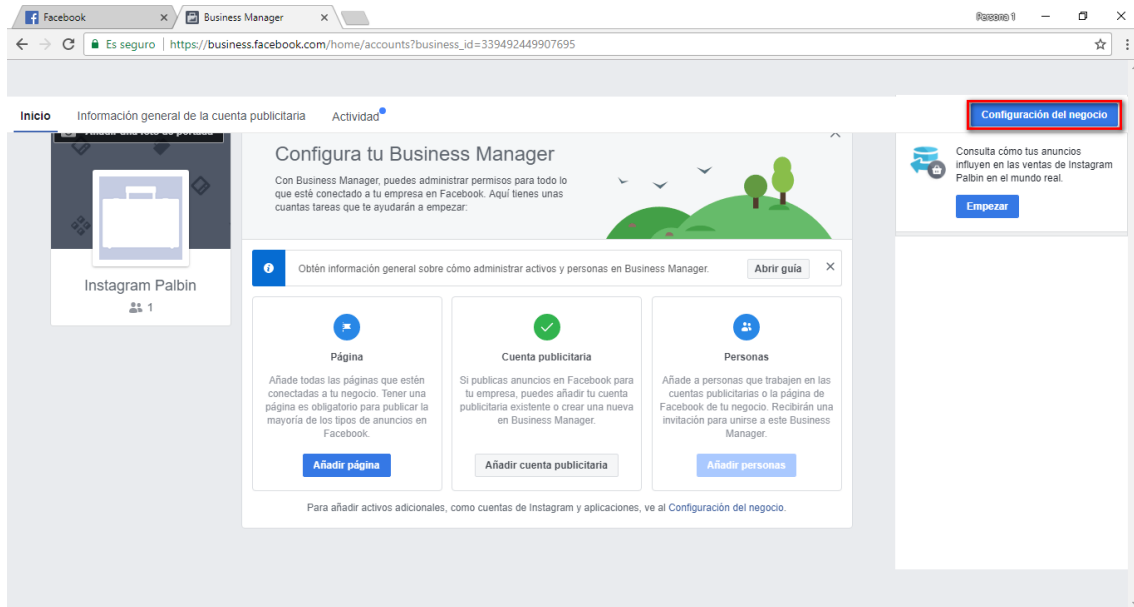 Facebook
Business Manager
Persona 1
Es seguro
https://business.facebook.com/home/accounts?business_id=339492449907695
Inicio
Información general de la cuenta publicitaria
Actividad
Configuración del negocio
Añadir una foto de portada
Instagram Palbin
1
Configura tu Business Manager
Con Business Manager, puedes administrar permisos para todo lo
que esté conectado a tu empresa en Facebook. Aquí tienes unas
cuantas tareas que te ayudarán a empezar:
Obtén información general sobre cómo administrar activos y personas en Business Manager.
Abrir guía
Página
Añade todas las páginas que estén
conectadas a tu negocio. Tener una
página es obligatorio para publicar la
mayoría de los tipos de anuncios en
Facebook.
Añadir página
Cuenta publicitaria
Si publicas anuncios en Facebook para
tu empresa, puedes añadir tu cuenta
publicitaria existente o crear una nueva
en Business Manager.
Añadir cuenta publicitaria
Personas
Añade a personas que trabajen en las
cuentas publicitarias o la página de
Facebook de tu negocio. Recibirán una
invitación para unirse a este Business
Manager.
Añadir personas
Para añadir activos adicionales, como cuentas de Instagram y aplicaciones, ve al Configuración del negocio.
Consulta cómo tus anuncios
influyen en las ventas de Instagram
Palbin en el mundo real.
Empezar